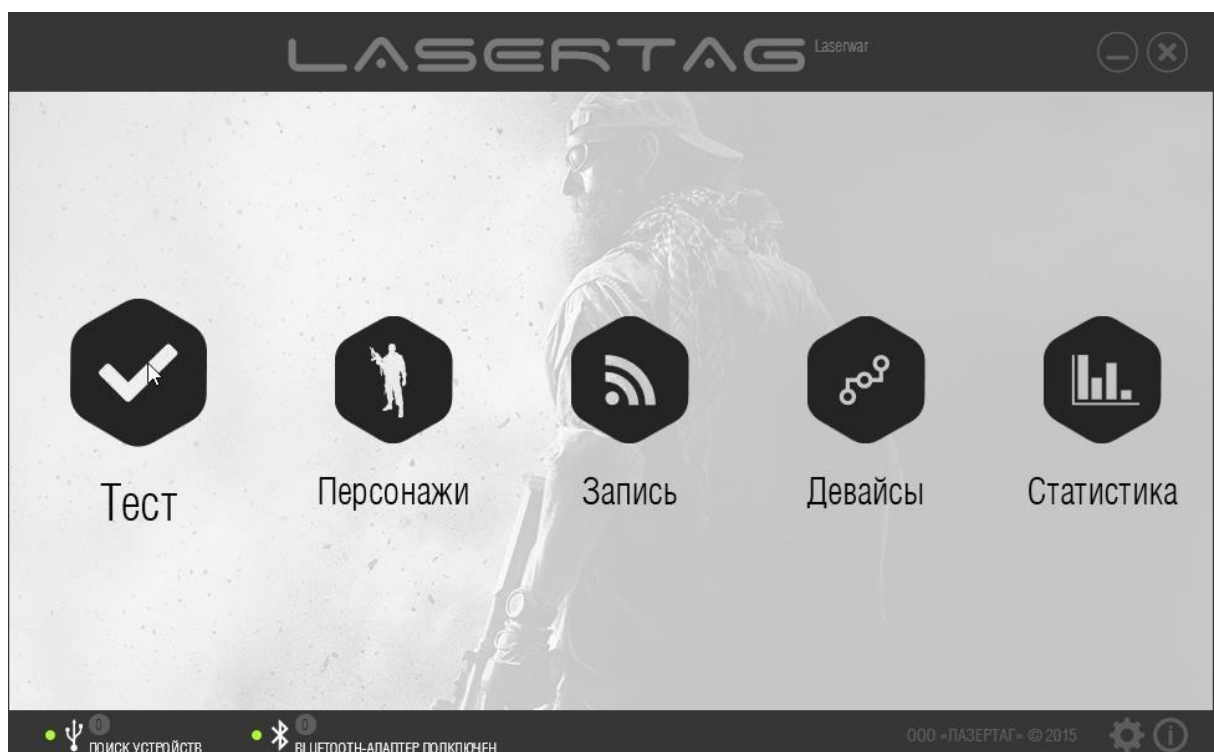 LASERTAG Laserwar
Тест
Персонажи
Запись
Девайсы
Статистика
0
ПОИСК УСТРОЙСТВ
0
BLUETOOTH-АДАПТЕР ПОДКЛЮЧЕН
ООО «ЛАЗЕРТАГ» © 2015